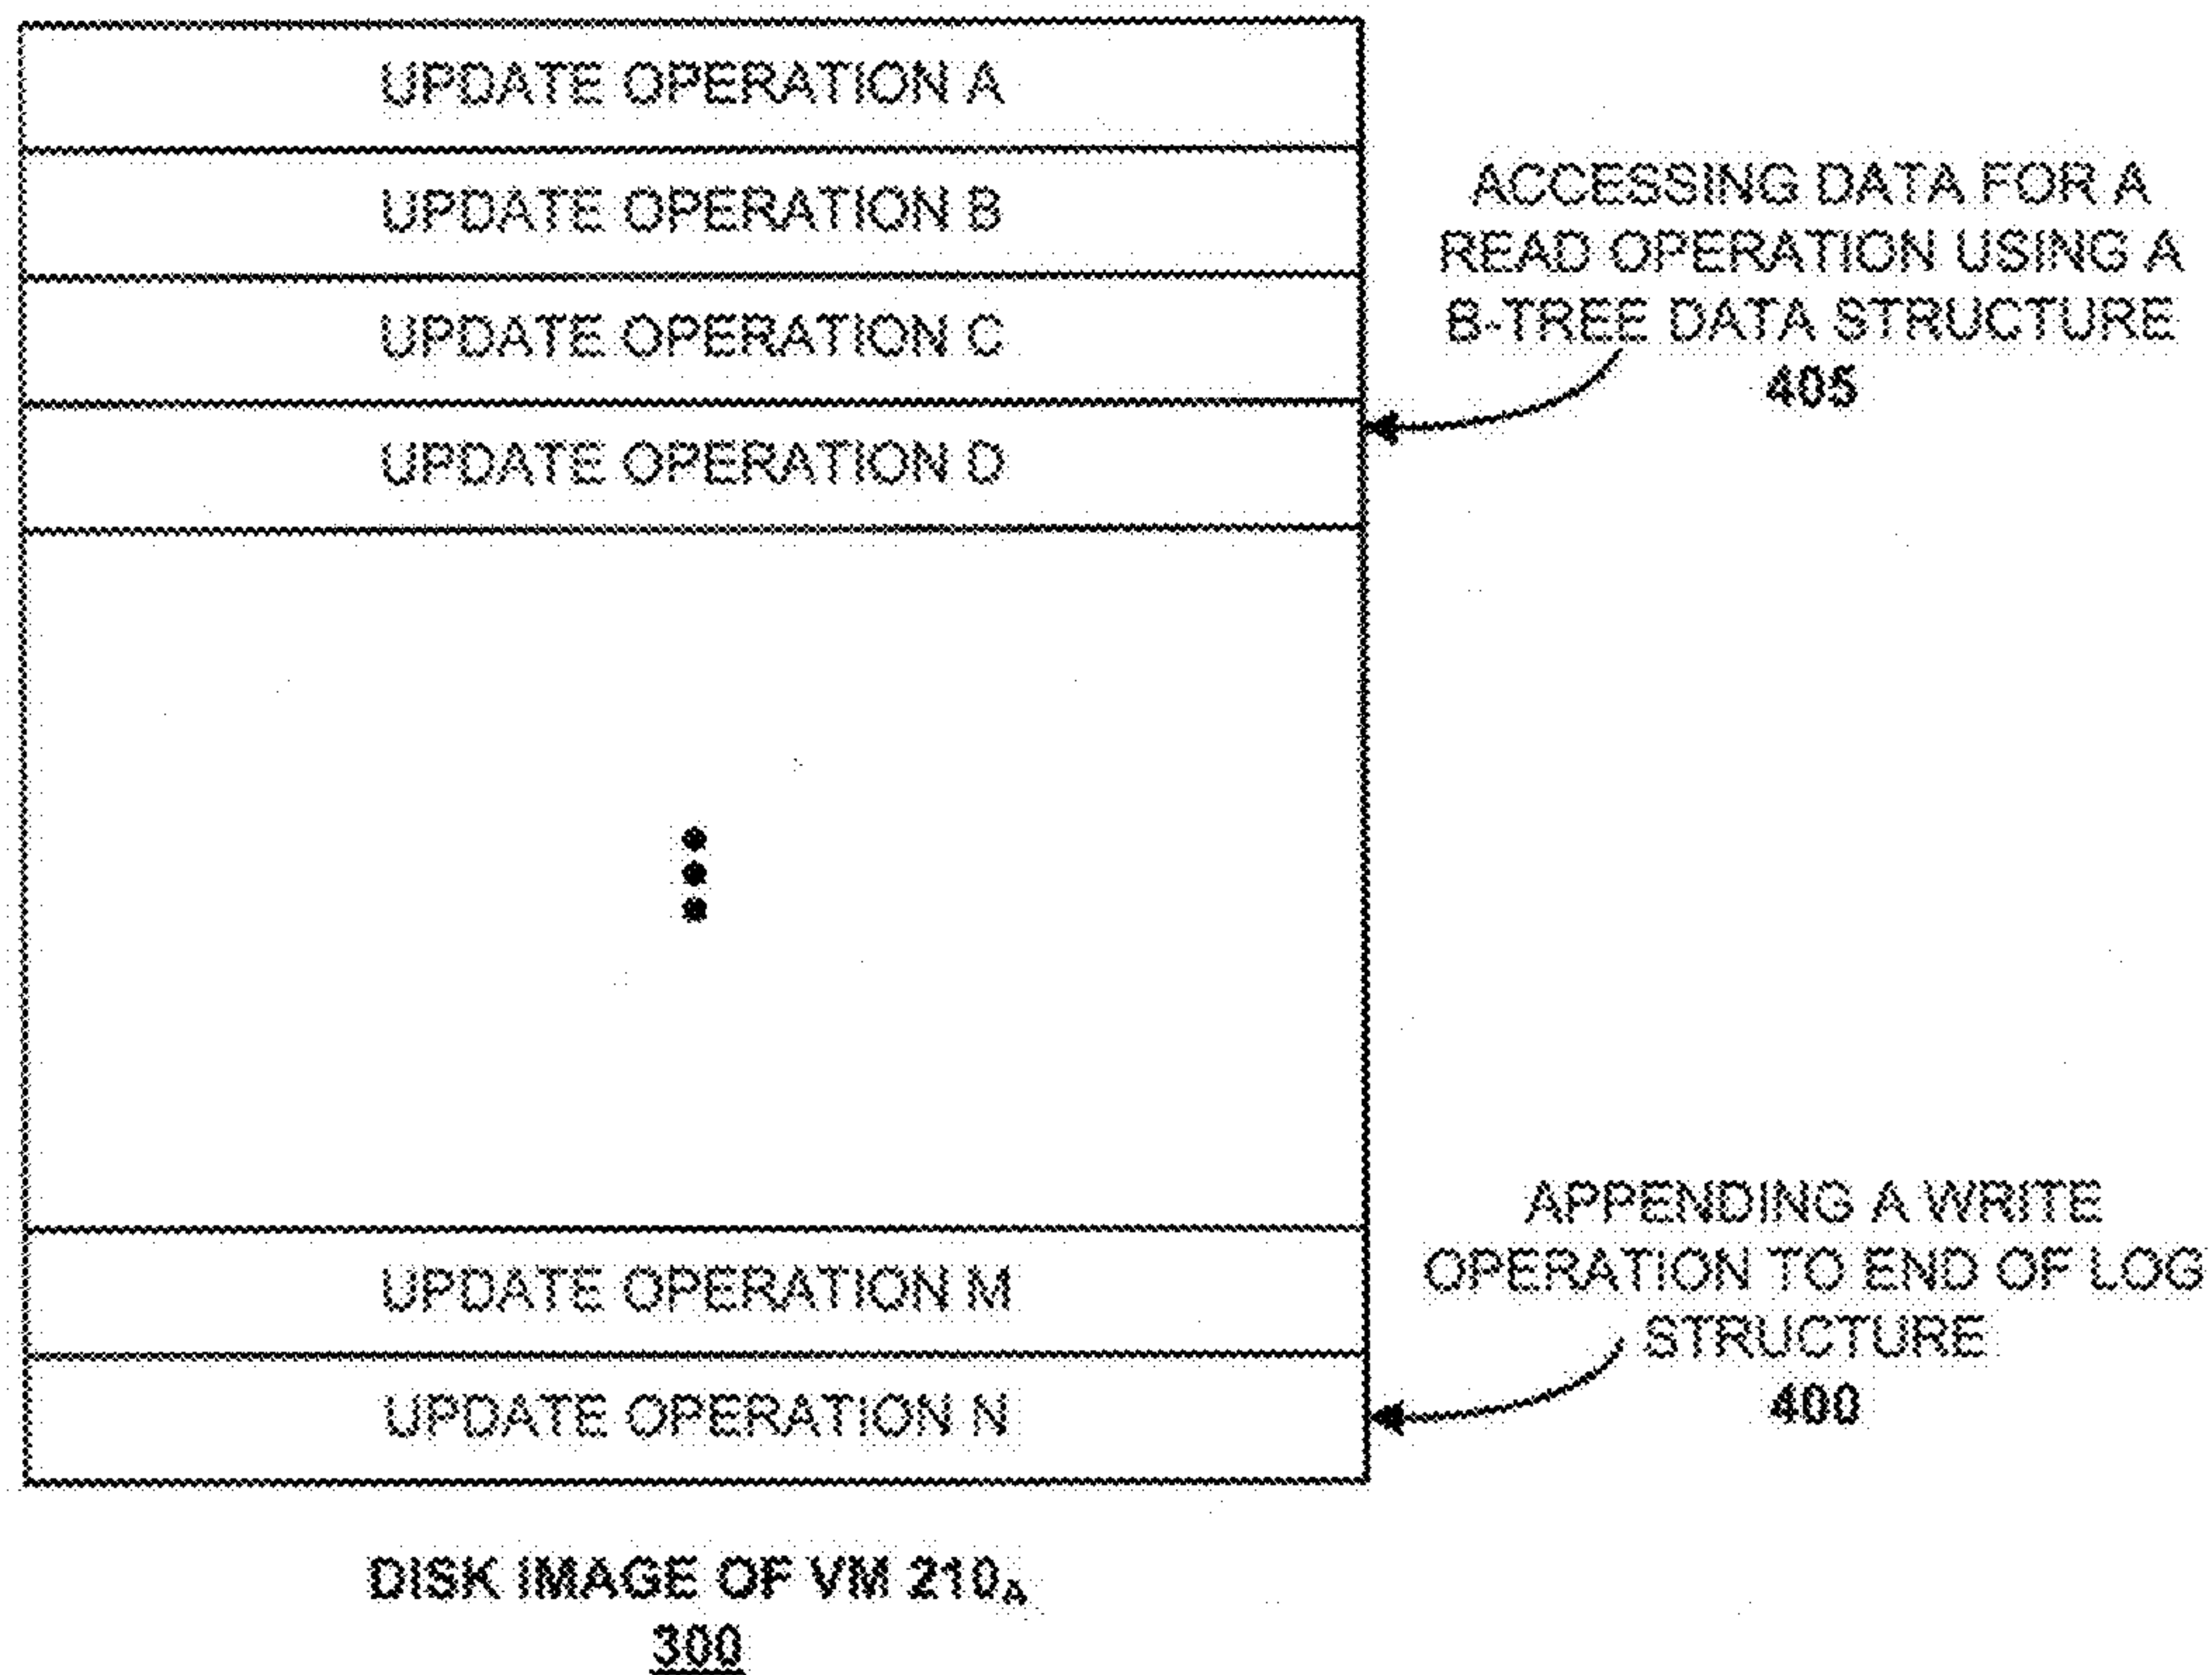 UPDATE OPERATION A
UPDATE OPERATION B
UPDATE OPERATION C
UPDATE OPERATION D
ACCESSING DATA FOR A
READ OPERATION USING A
B-TREE DATA STRUCTURE
405
UPDATE OPERATION M
UPDATE OPERATION N
APPENDING A WRITE
OPERATION TO END OF LOG
STRUCTURE
400
DISK IMAGE OF VM 210A
300